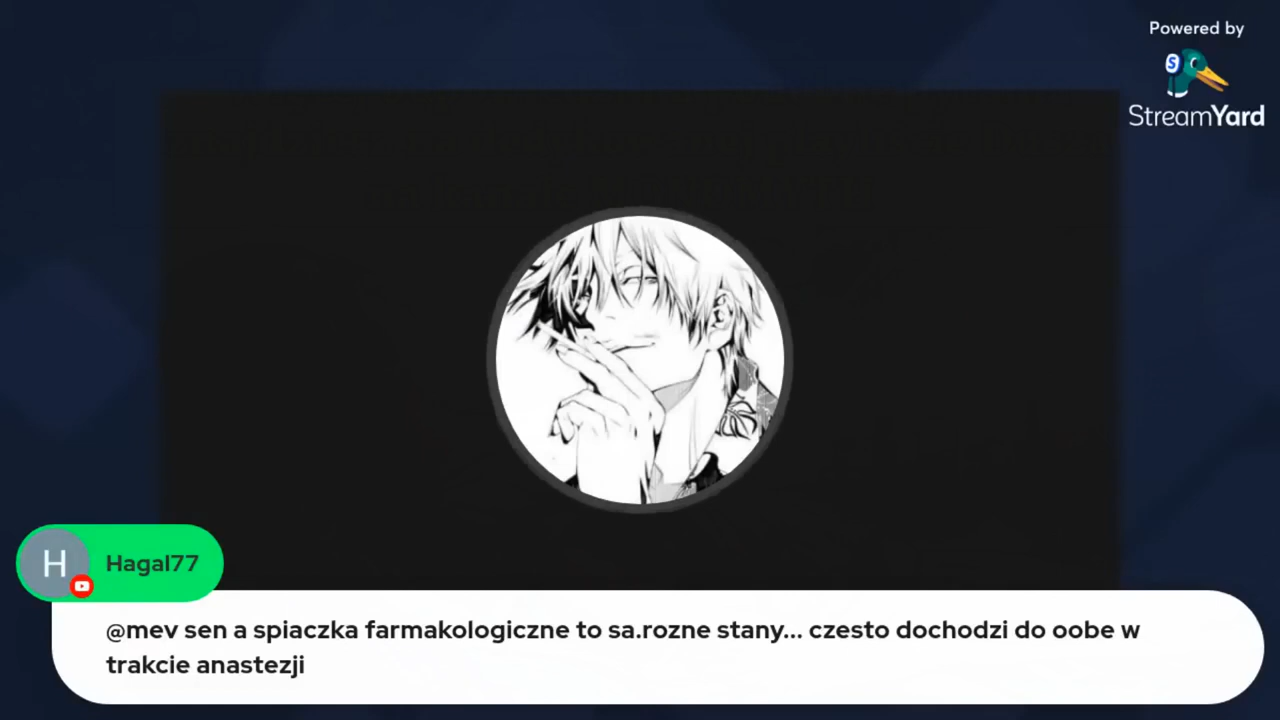 Powered by
StreamYard
H
Hagal77
@mev sen a spiaczka farmakologiczne to sa.rozne stany... czesto dochodzi do oobe w
trakcie anastezji